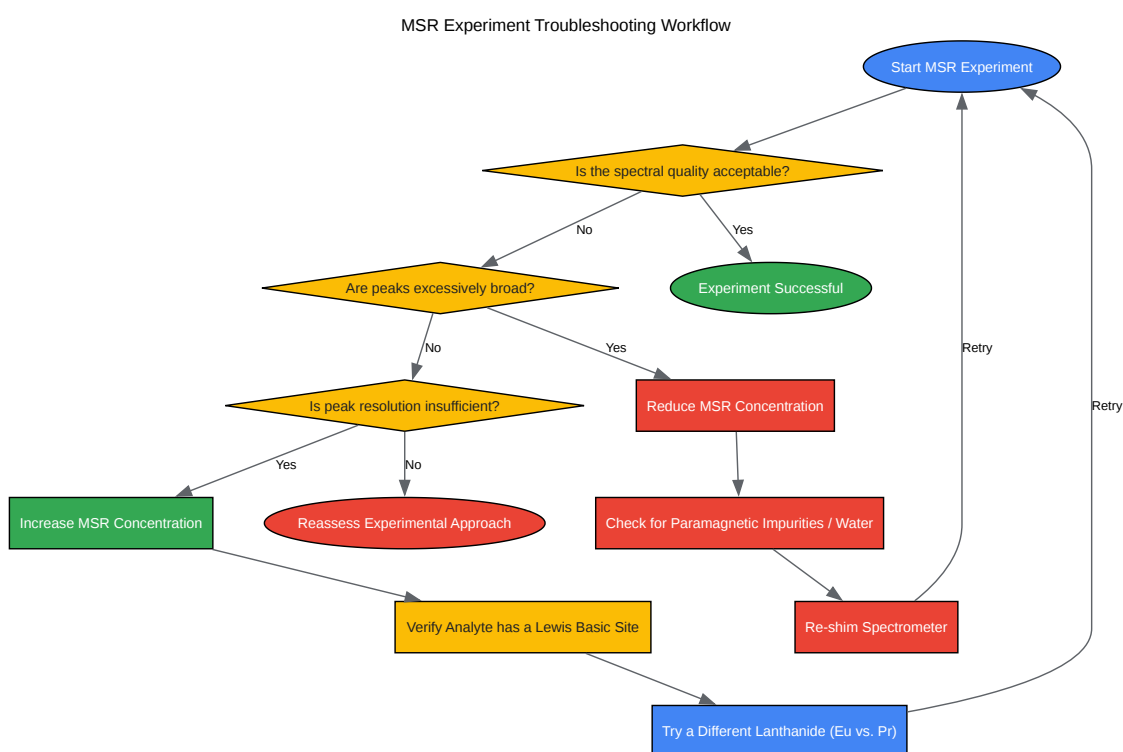 MSR Experiment Troubleshooting Workflow
Start MSR Experiment
Is the spectral quality acceptable?
No
Yes
Are peaks excessively broad?
Experiment Successful
No
Yes
Retry
Is peak resolution insufficient?
Reduce MSR Concentration
Retry
Yes
No
Increase MSR Concentration
Reassess Experimental Approach
Check for Paramagnetic Impurities / Water
Verify Analyte has a Lewis Basic Site
Re-shim Spectrometer
Try a Different Lanthanide (Eu vs. Pr)